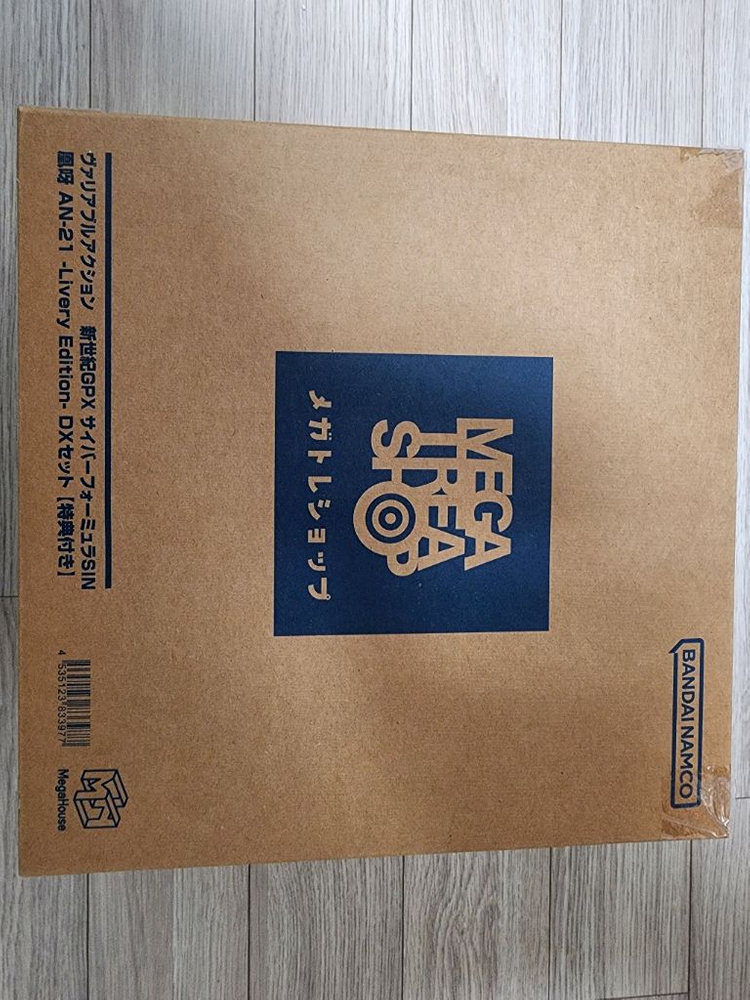 BANDAI NAMCO
MEGA
TREA
SHOP
メガトレショップ
ヴァリアブルアクション 新世紀GPX サイバーフォーミュラSIN
凰呀 AN-21 -Livery Edition- DXセット【特典付き】
4 535123 833977
MegaHouse